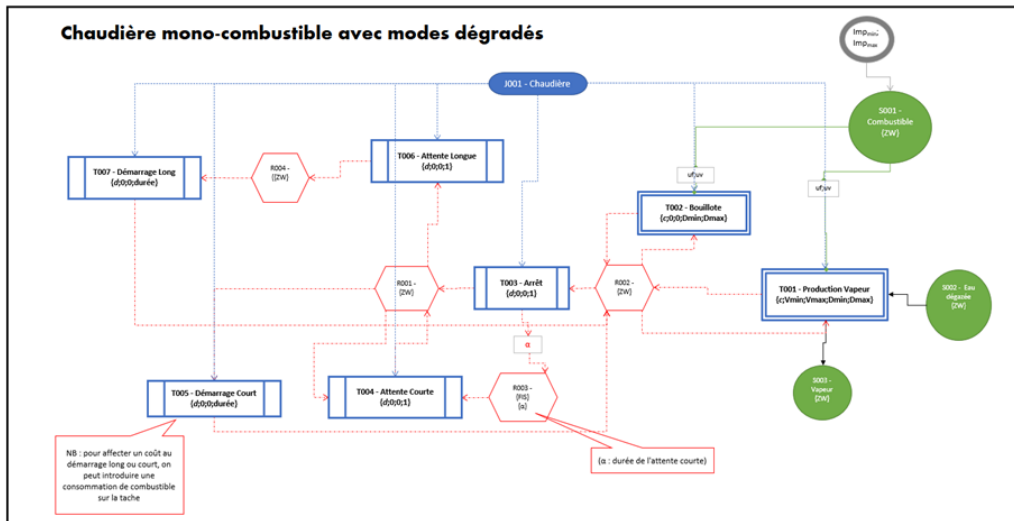 Chaudière mono-combustible avec modes dégradés
Impmin;
Impmax
J001 - Chaudière
S001 -
Combustible
{ZW}
T007 - Démarrage Long
{d;0;0;durée}
R004 -
{{ZW}
T006 - Attente Longue
{d;0;0;1}
uf;uv
uf;uv
T002 - Bouillote
{c;0;0;Dmin;Dmax}
R001 -
{ZW}
T003 - Arrêt
{d;0;0;1}
R002 -
{ZW}
T001 - Production Vapeur
{c;Vmin;Vmax;Dmin;Dmax}
S002 - Eau
dégazée
{ZW}
α
T005 - Démarrage Court
{d;0;0;durée}
T004 - Attente Courte
{d;0;0;1}
R003 -
{FIS}
{α}
S003 -
Vapeur
{ZW}
NB : pour affecter un coût au
démarrage long ou court, on
peut introduire une
consommation de combustible
sur la tache
(α : durée de l'attente courte)